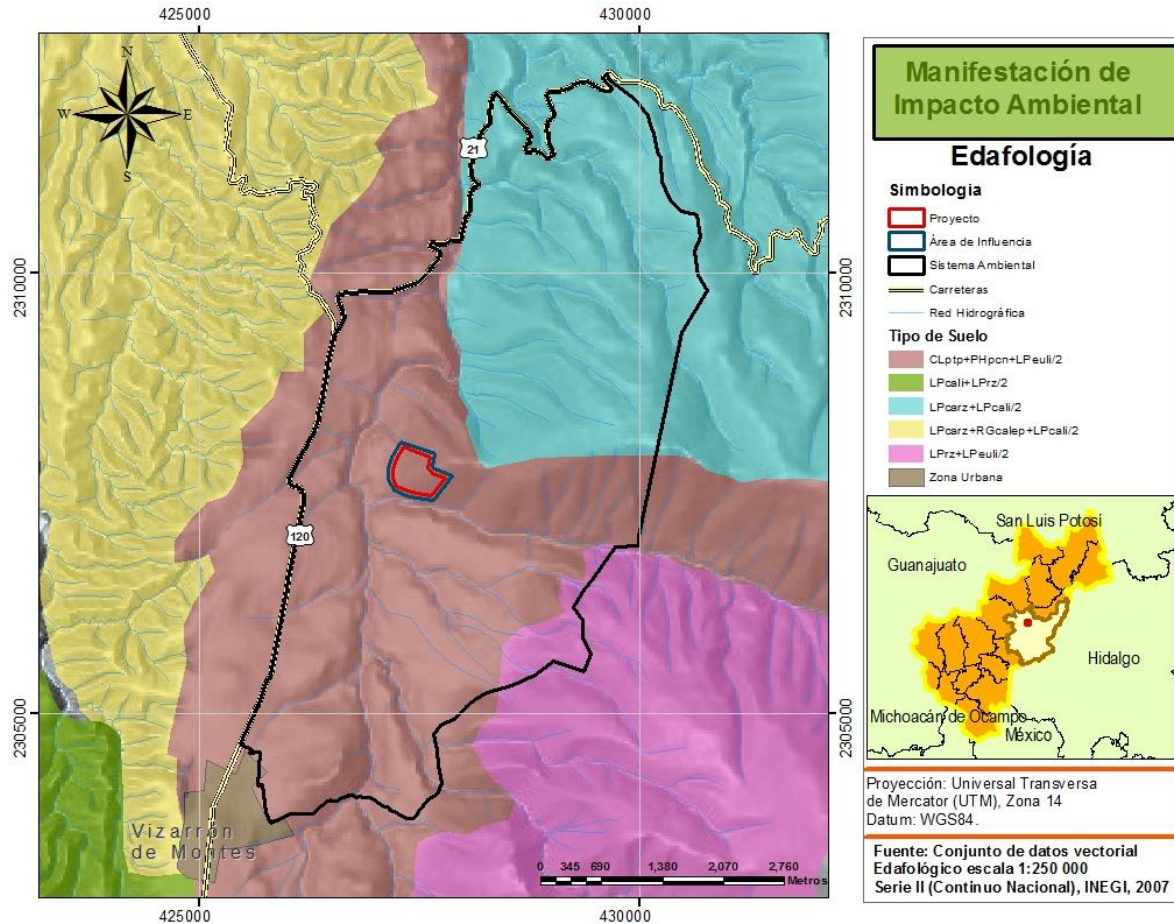 425000
430000
N
W
E
S
21
2310000
2310000
120
2305000
2305000
Vizarrón
de Montes
0 345 690 1,380 2,070 2,760
Metros
425000
430000
Manifestación de
Impacto Ambiental
Edafología
Simbología
Proyecto
Área de Influencia
Sistema Ambiental
Carreteras
Red Hidrográfica
Tipo de Suelo
CLptp+PHpcn+LPeuli/2
LPcali+LPrz/2
LPcarz+LPcali/2
LPcarz+RGcalep+LPcali/2
LPrz+LPeuli/2
Zona Urbana
San Luis Potosí
Guanajuato
Hidalgo
Michoacán de Ocampo
México
Proyección: Universal Transversa
de Mercator (UTM), Zona 14
Datum: WGS84.
Fuente: Conjunto de datos vectorial
Edafológico escala 1:250 000
Serie II (Continuo Nacional), INEGI, 2007